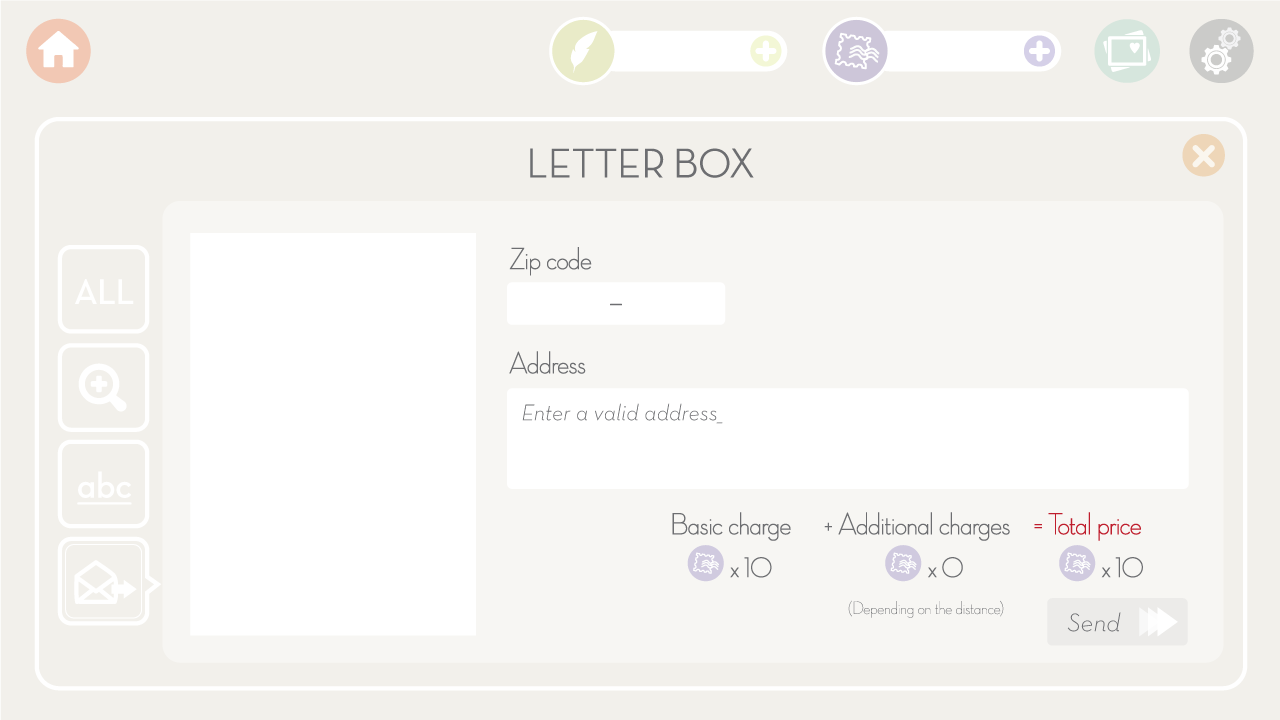 LETTER BOX
ALL
abc
Zip code
–
Address
Enter a valid address_
Basic charge + Additional charges = Total price
x 10 x 0 x 10
(Depending on the distance)
Send